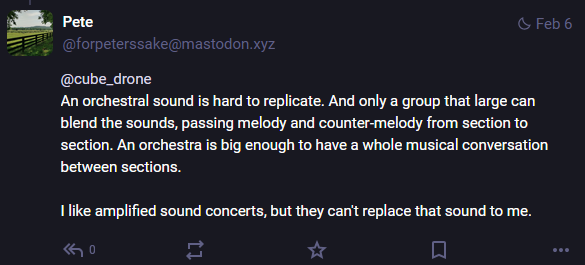 Pete
Feb 6
@forpeterssake@mastodon.xyz
@cube_drone
An orchestral sound is hard to replicate. And only a group that large can
blend the sounds, passing melody and counter-melody from section to
section. An orchestra is big enough to have a whole musical conversation
between sections.
I like amplified sound concerts, but they can't replace that sound to me.
0